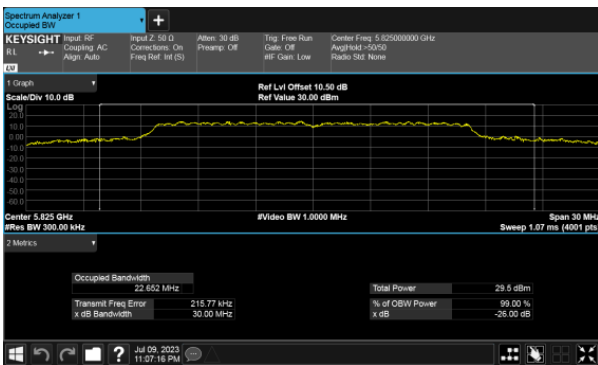 Spectrum Analyzer 1
Occupied BW
KEYSIGHT Input: RF Input Z: 50 Ω Atten: 30 dB Trig: Free Run Center Freq: 5.825000000 GHz
RL Coupling: AC Corrections: On Preamp: Off Gate: Off Avg|Hold:>50/50
Align: Auto Freq Ref: Int (S) #IF Gain: Low Radio Std: None
LXI
1 Graph
Ref Lvl Offset 10.50 dB
Scale/Div 10.0 dB Ref Value 30.00 dBm
Log
20.0
10.0
0.00
-10.0
-20.0
-30.0
-40.0
-50.0
-60.0
Center 5.825 GHz #Video BW 1.0000 MHz Span 30 MHz
#Res BW 300.00 kHz Sweep 1.07 ms (4001 pts
2 Metrics
Occupied Bandwidth
22.652 MHz Total Power 29.5 dBm
Transmit Freq Error 215.77 kHz % of OBW Power 99.00 %
x dB Bandwidth 30.00 MHz x dB -26.00 dB
? Jul 09, 2023
11:07:16 PM